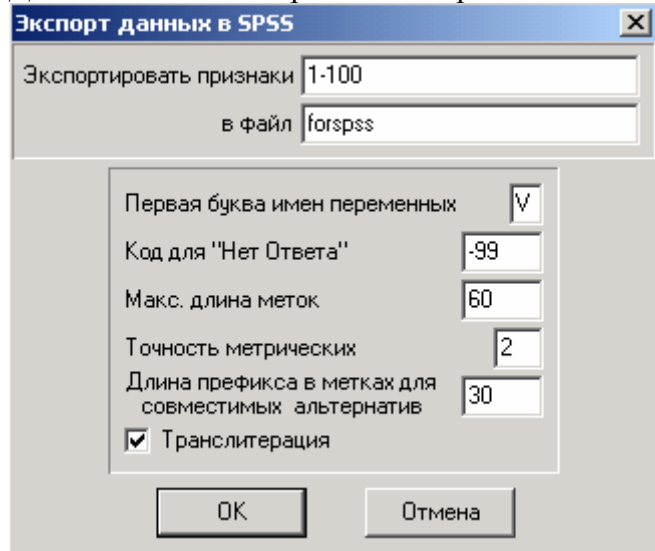 Экспорт данных в SPSS
Экспортировать признаки 1-100
в файл forspss
Первая буква имен переменных V
Код для "Нет Ответа" -99
Макс. длина меток 60
Точность метрических 2
Длина префикса в метках для
совместимых альтернатив 30
Транслитерация
OK Отмена